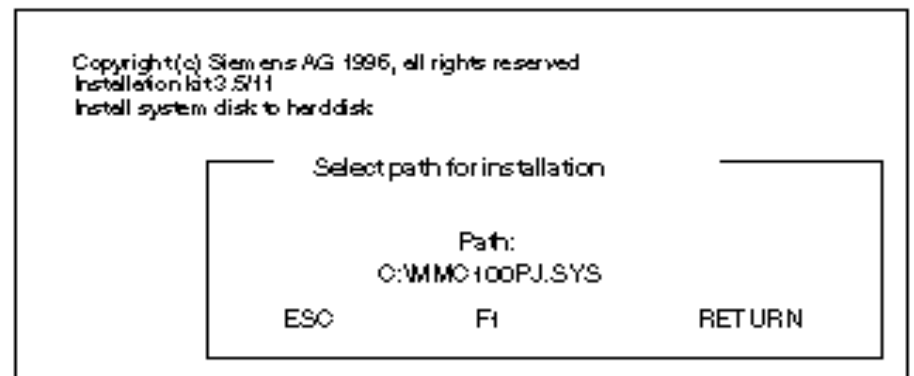 Copyright (c) Siemens AG 1996, all rights reserved
Installation kit 3.5/11
Install system disk to harddisk
Select path for installation
Path:
C:\MMC100PJ.SYS
ESC F1 RETURN